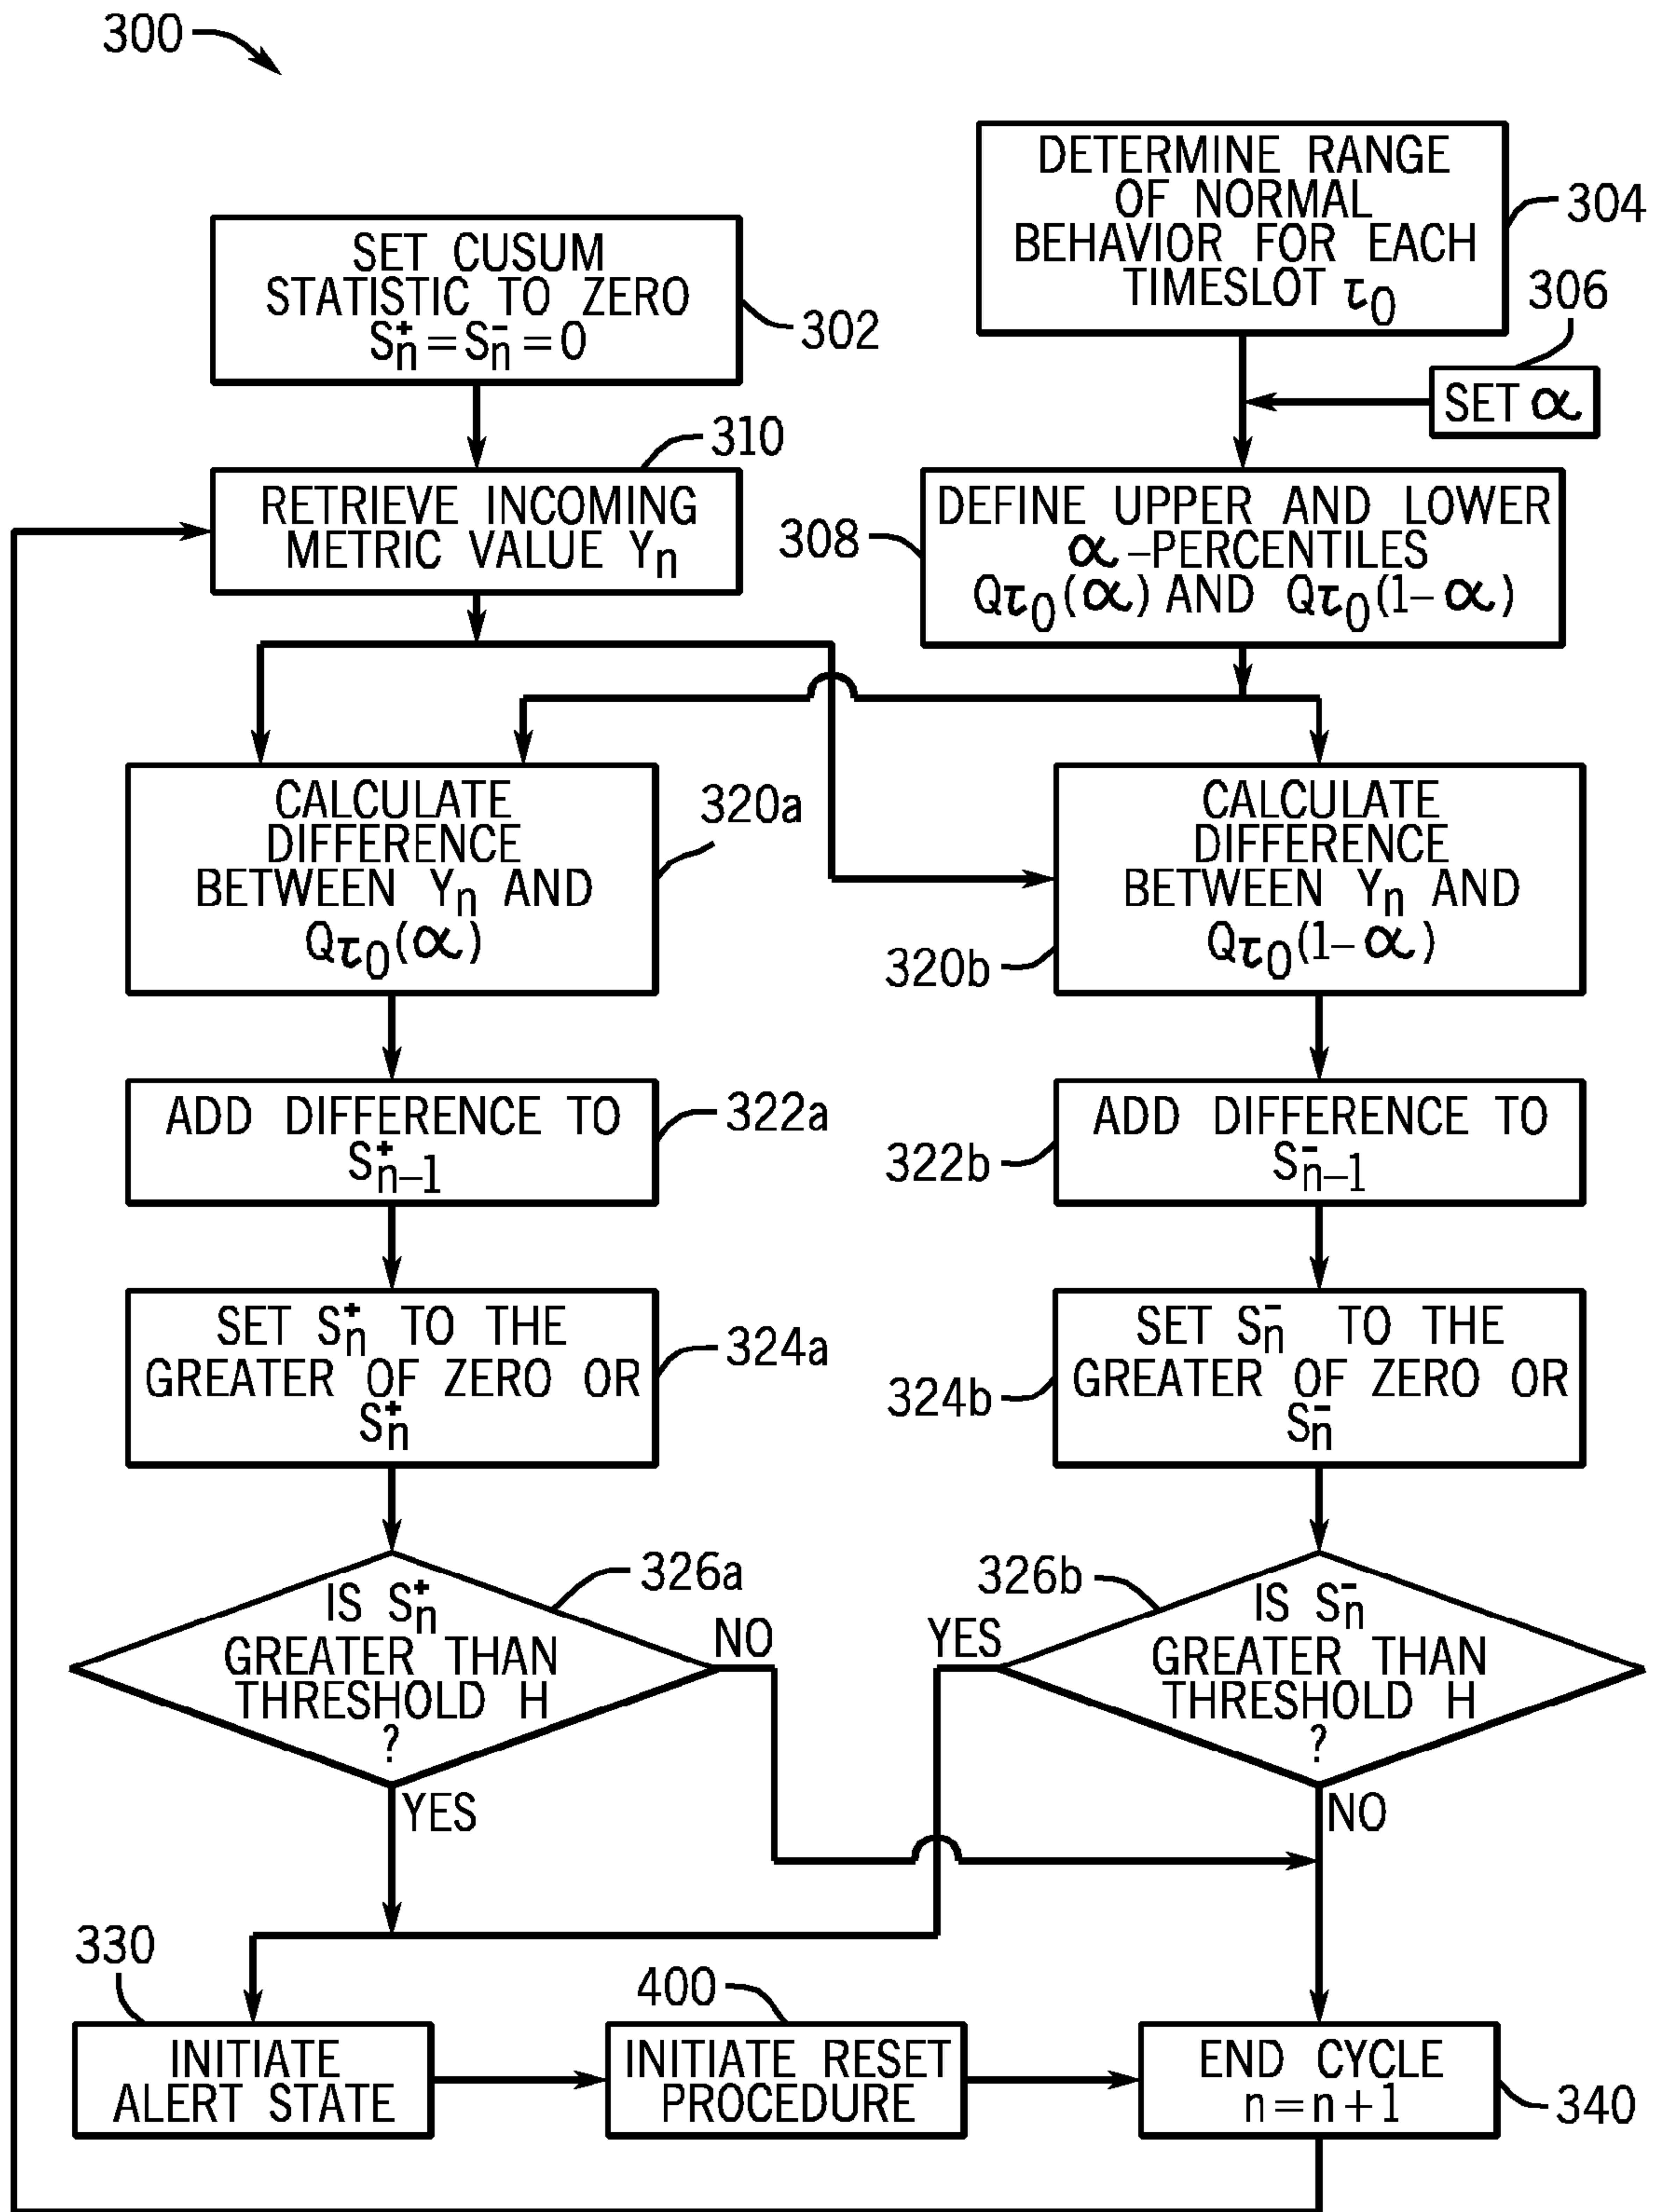 300
DETERMINE RANGE
OF NORMAL
BEHAVIOR FOR EACH
TIMESLOT τ0
304
SET CUSUM
STATISTIC TO ZERO
S⁺n=S⁻n=0
302
306
SET α
310
RETRIEVE INCOMING
METRIC VALUE Yn
308
DEFINE UPPER AND LOWER
α-PERCENTILES
Qτ0(α) AND Qτ0(1-α)
CALCULATE
DIFFERENCE
BETWEEN Yn AND
Qτ0(α)
320a
CALCULATE
DIFFERENCE
BETWEEN Yn AND
Qτ0(1-α)
320b
ADD DIFFERENCE TO
S⁺n-1
322a
ADD DIFFERENCE TO
S⁻n-1
322b
SET S⁺n TO THE
GREATER OF ZERO OR
S⁺n
324a
SET S⁻n TO THE
GREATER OF ZERO OR
S⁻n
324b
IS S⁺n
GREATER THAN
THRESHOLD H
?
326a
NO
YES
326b
IS S⁻n
GREATER THAN
THRESHOLD H
?
YES
NO
330
INITIATE
ALERT STATE
400
INITIATE RESET
PROCEDURE
END CYCLE
n=n+1
340